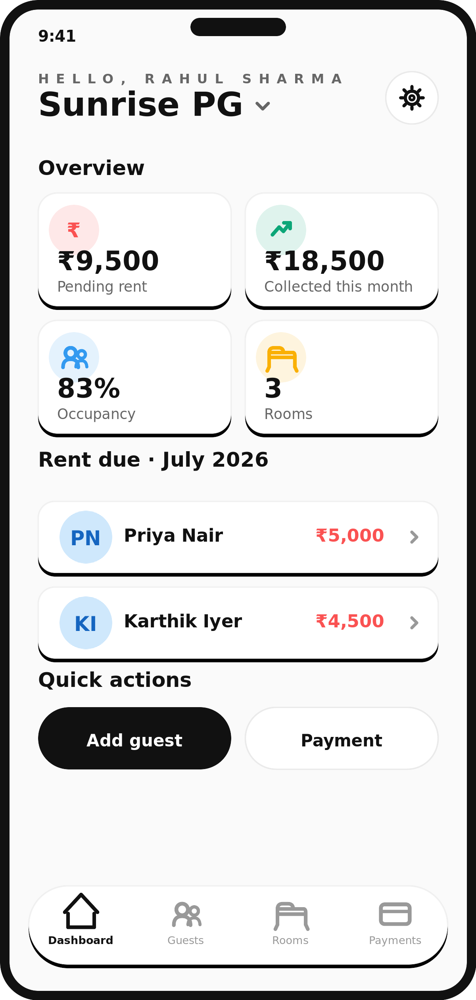 9:41
HELLO, RAHUL SHARMA
Sunrise PG
Overview
₹
₹9,500
Pending rent
₹18,500
Collected this month
83%
Occupancy
3
Rooms
Rent due · July 2026
PN Priya Nair ₹5,000
KI Karthik Iyer ₹4,500
Quick actions
Add guest Payment
Dashboard Guests Rooms Payments